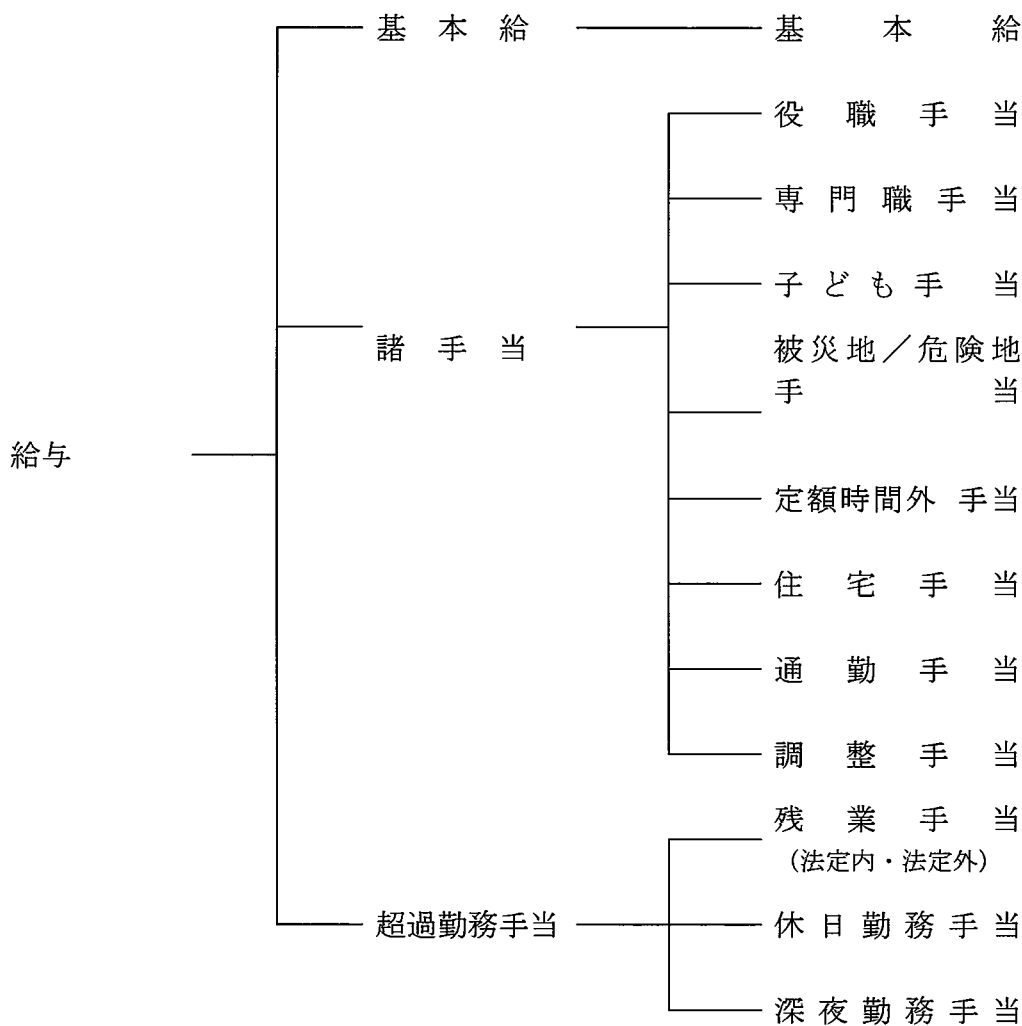 基本給 基本給
役職手当
専門職手当
子ども手当
諸手当
被災地／危険地
手当
給与
定額時間外 手当
住宅手当
通勤手当
調整手当
残業手当
（法定内・法定外）
超過勤務手当 休日勤務手当
深夜勤務手当